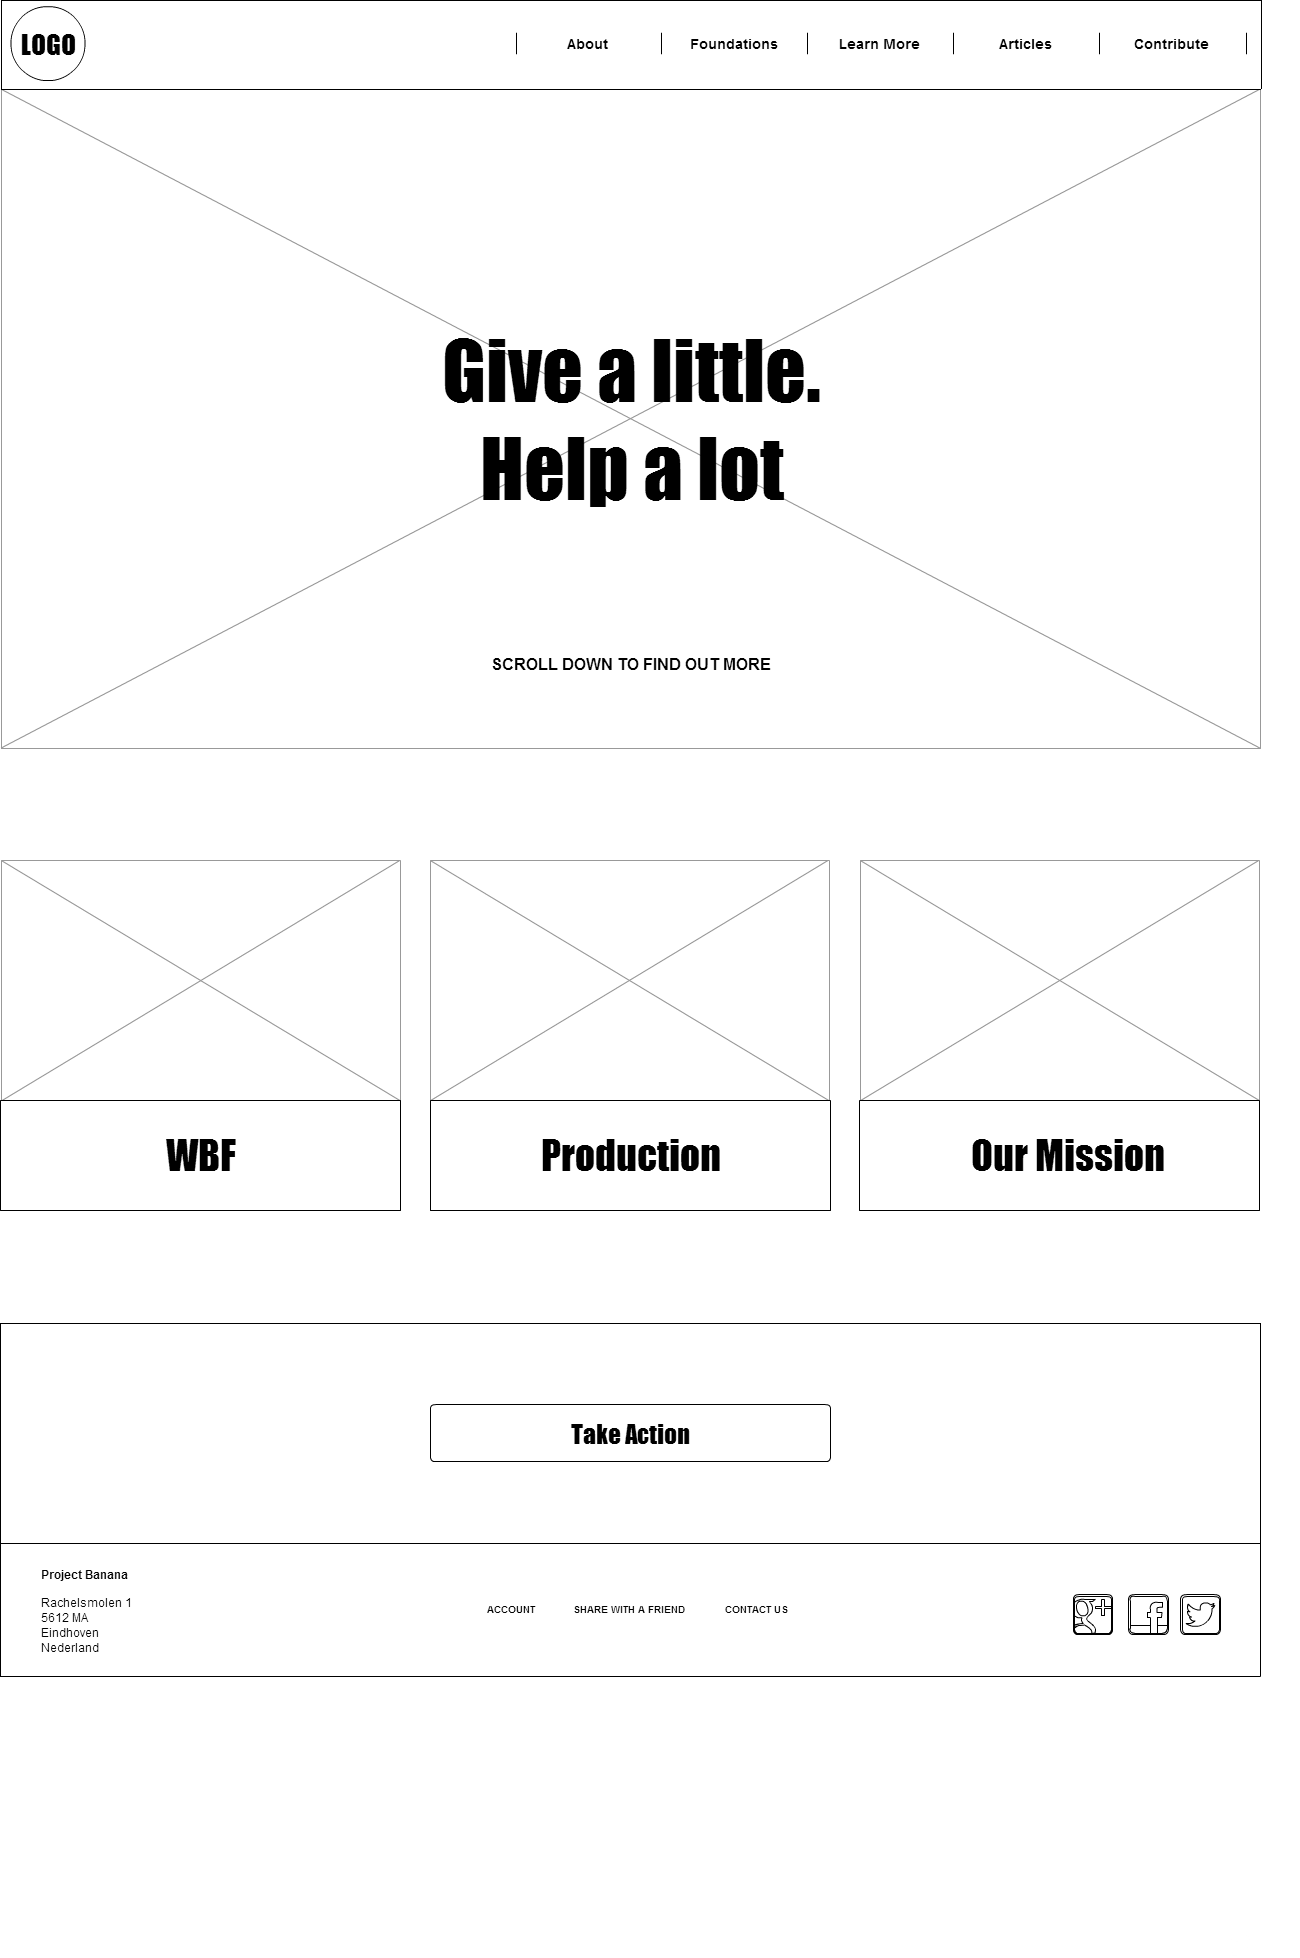 LOGO
About
Foundations
Learn More
Articles
Contribute
Give a little.
Help a lot
SCROLL DOWN TO FIND OUT MORE
WBF
Production
Our Mission
Take Action
Project Banana
Rachelsmolen 1
5612 MA
Eindhoven
Nederland
ACCOUNT
SHARE WITH A FRIEND
CONTACT US